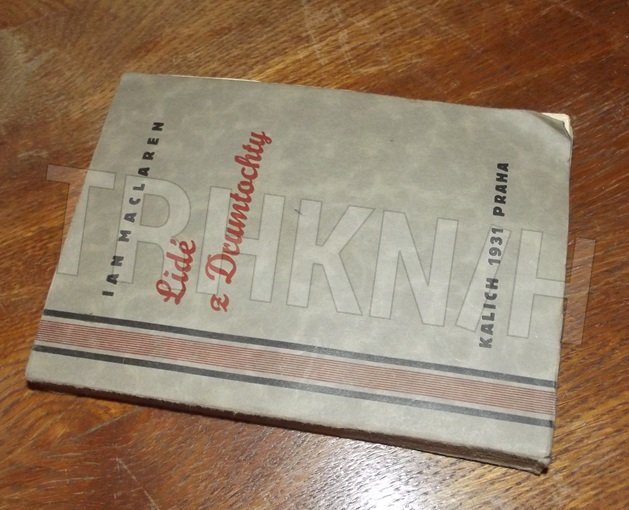 IAN MACLAREN
Lidé
z Drumtochty
KALICH 1931 PRAHA
TRHKNIH